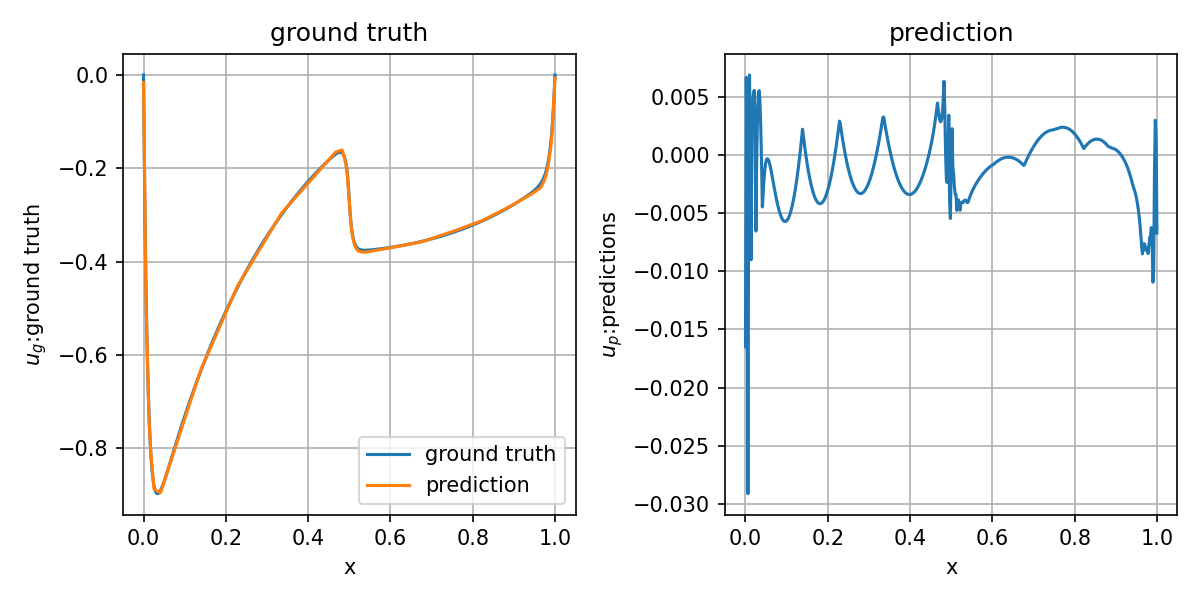 ground truth
0.0
−0.2
−0.4
−0.6
−0.8
u_g:ground truth
ground truth
prediction
0.0 0.2 0.4 0.6 0.8 1.0
x
prediction
0.005
0.000
−0.005
−0.010
−0.015
−0.020
−0.025
−0.030
u_p:predictions
0.0 0.2 0.4 0.6 0.8 1.0
x